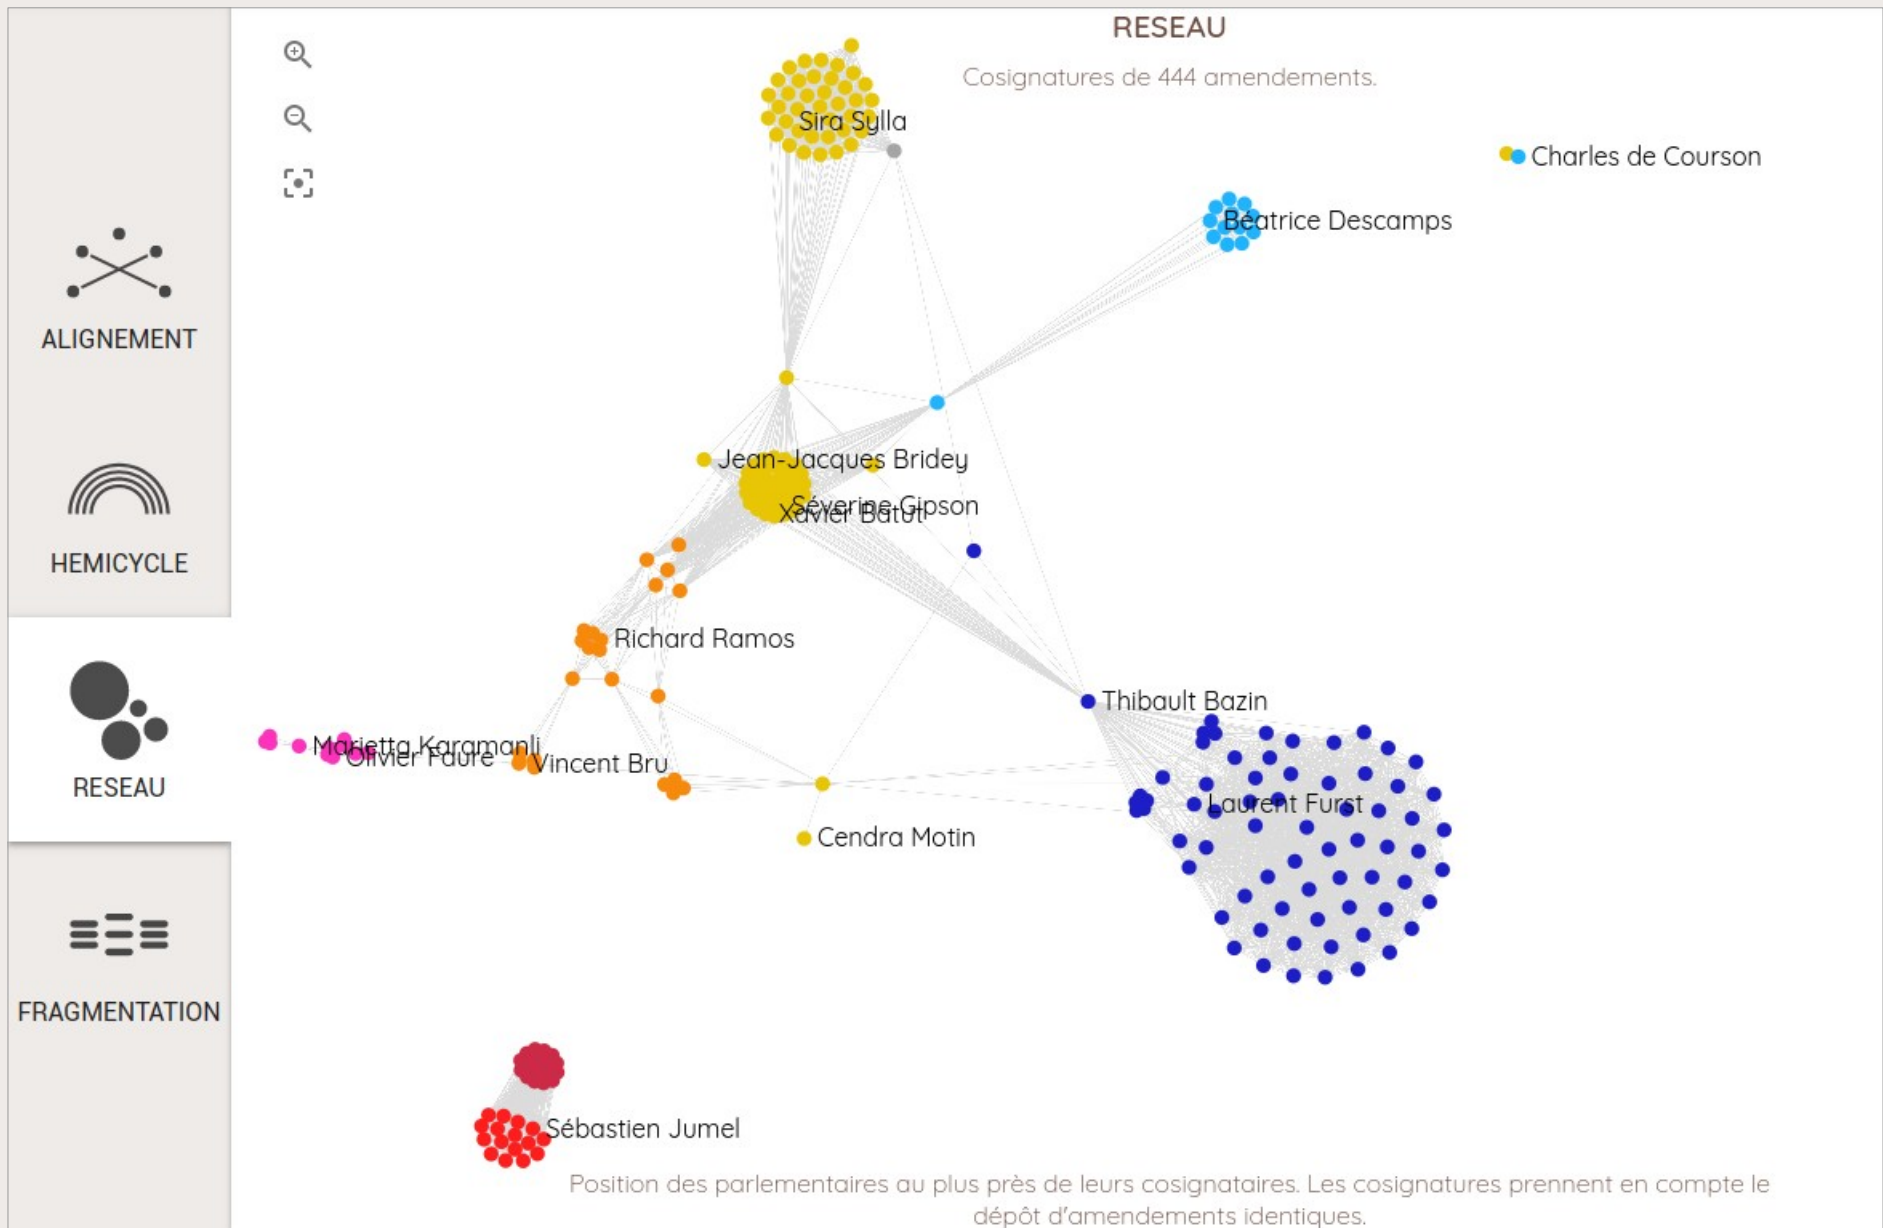 RESEAU
Cosignatures de 444 amendements.
Sira Sylla
Charles de Courson
Béatrice Descamps
ALIGNEMENT
Jean-Jacques Bridey
Séverine Gipson
Xavier Batut
HEMICYCLE
Richard Ramos
Thibault Bazin
Marietta Karamanli
Olivier Faure
Vincent Bru
RESEAU
Laurent Furst
Cendra Motin
FRAGMENTATION
Sébastien Jumel
Position des parlementaires au plus près de leurs cosignataires. Les cosignatures prennent en compte le
dépôt d'amendements identiques.